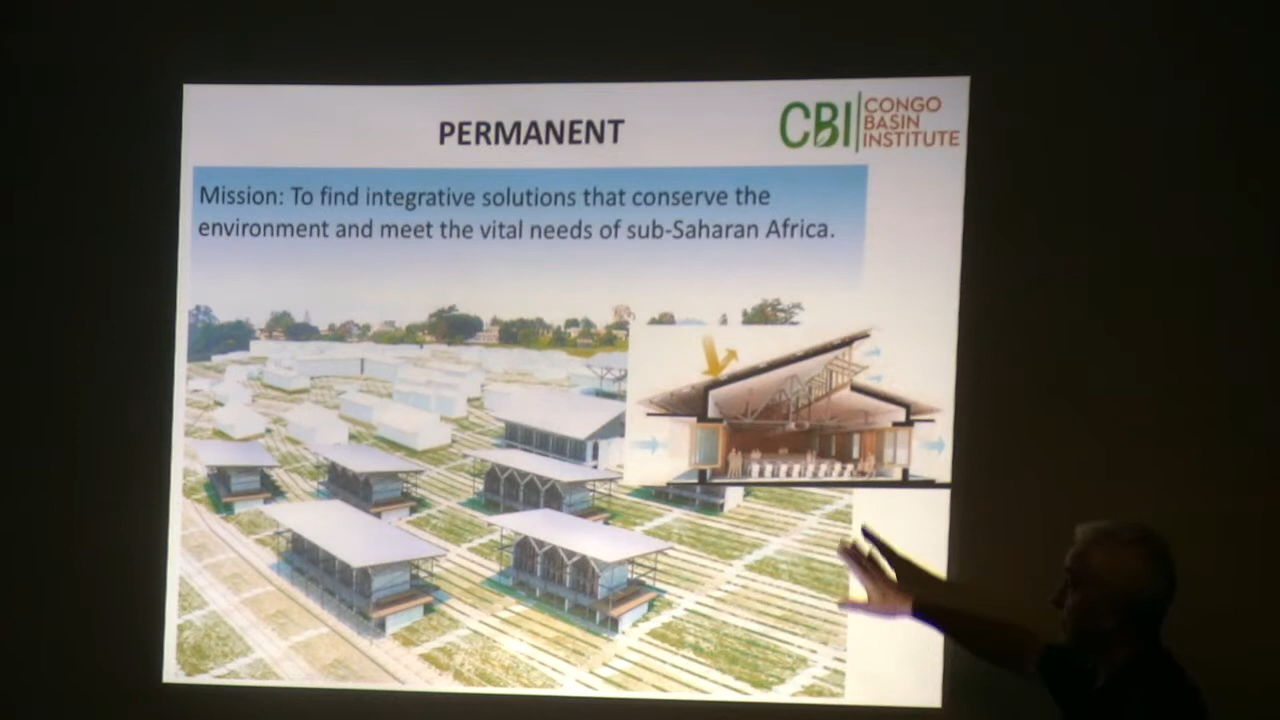 PERMANENT
CBI
CONGO
BASIN
INSTITUTE
Mission: To find integrative solutions that conserve the
environment and meet the vital needs of sub-Saharan Africa.